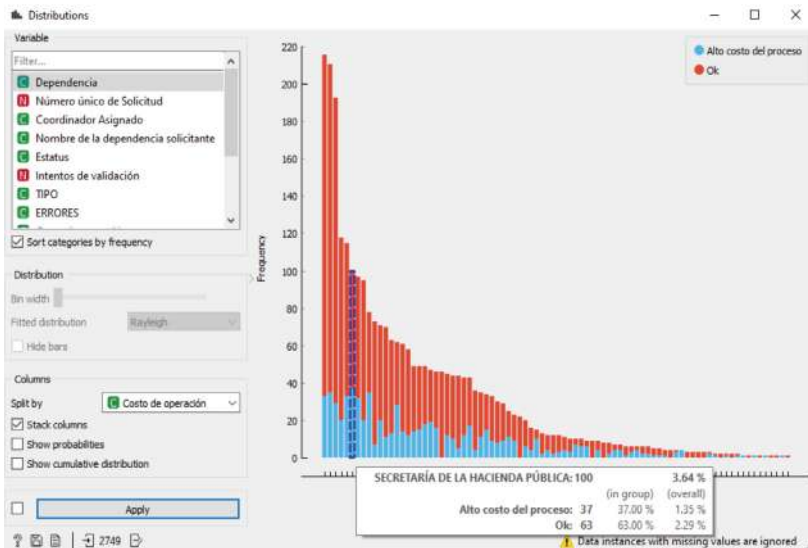 Distributions
Variable
Filter...
Dependencia
Número único de Solicitud
Coordinador Asignado
Nombre de la dependencia solicitante
Estatus
Intentos de validación
TIPO
ERRORES
Sort categories by frequency
Distribution
Bin width
Fitted distribution Rayleigh
Hide bars
Columns
Split by Costo de operación
Stack columns
Show probabilities
Show cumulative distribution
Apply
2749
Frequency
220
200
180
160
140
120
100
80
60
40
20
0
Alto costo del proceso
Ok
SECRETARÍA DE LA HACIENDA PÚBLICA: 100 3.64 %
(in group) (overall)
Alto costo del proceso: 37 37.00 % 1.35 %
Ok: 63 63.00 % 2.29 %
Data instances with missing values are ignored